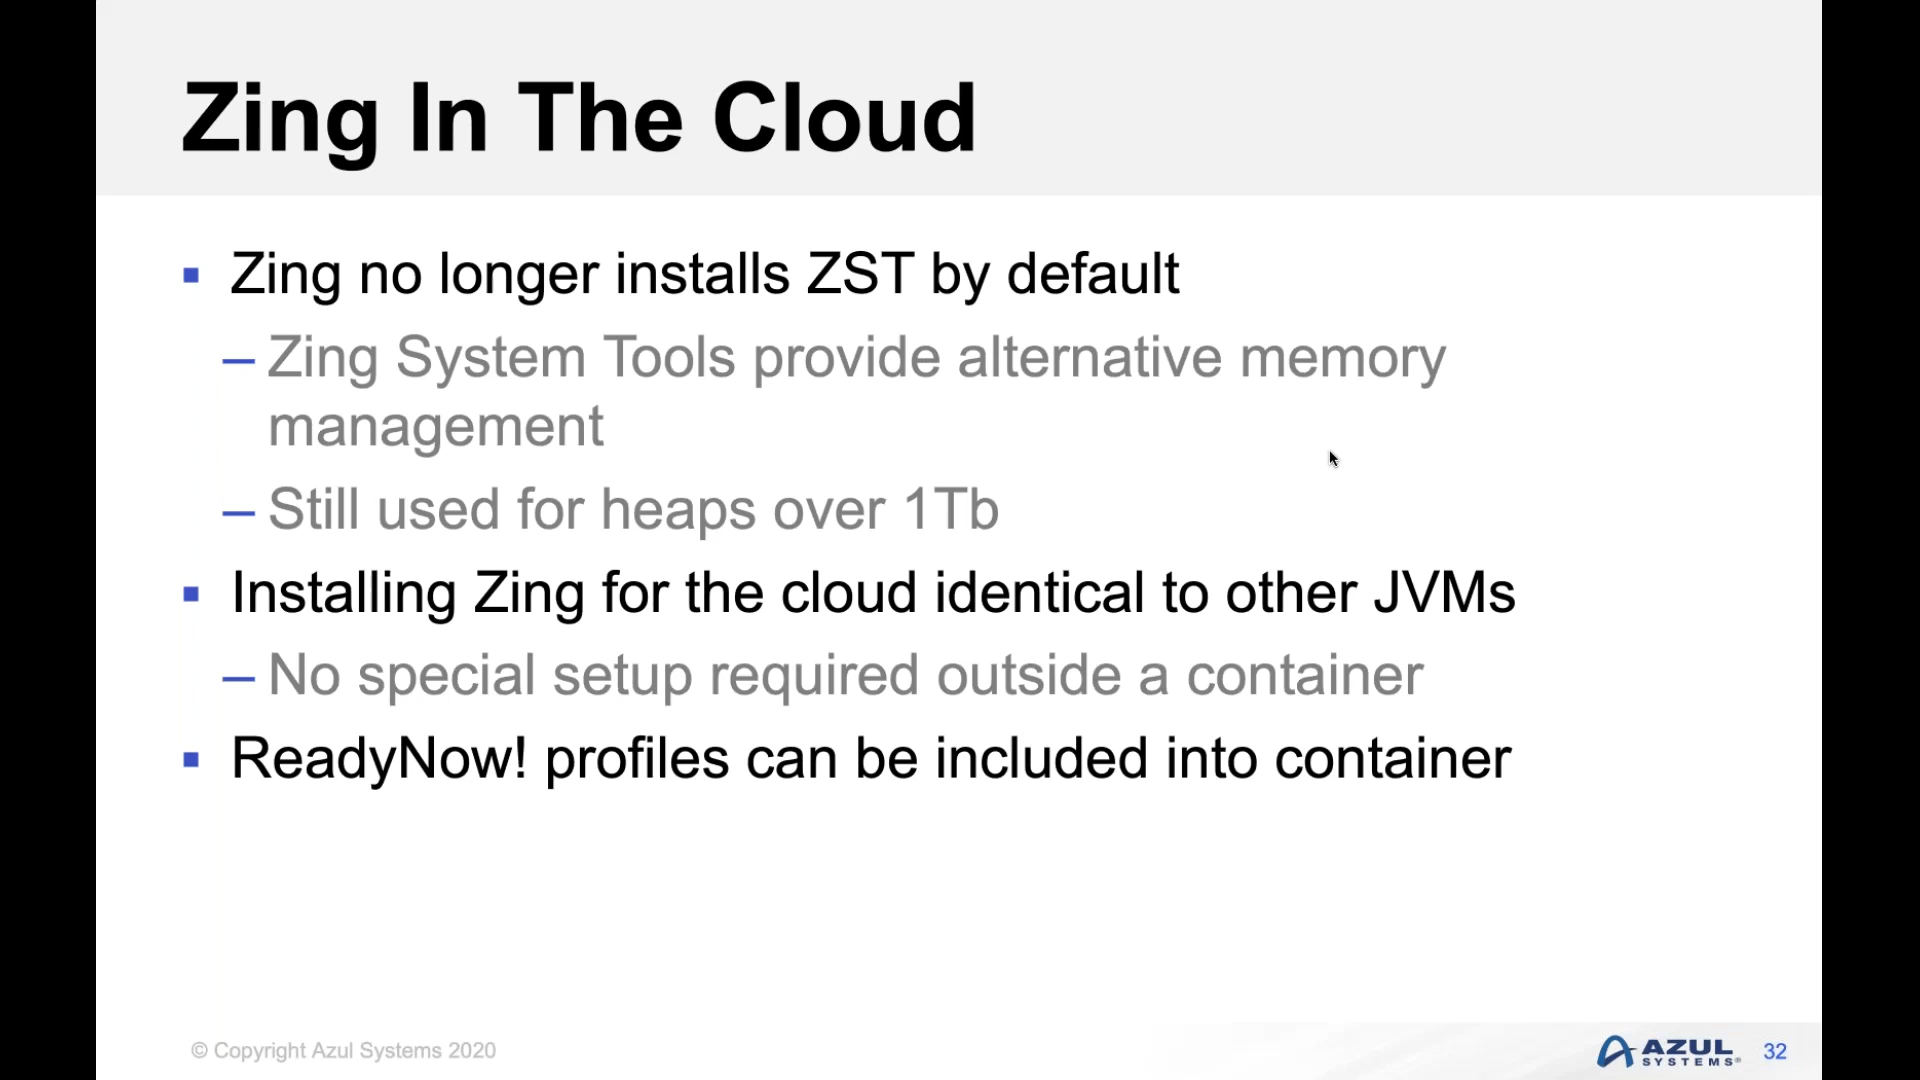 Zing In The Cloud
▪ Zing no longer installs ZST by default
– Zing System Tools provide alternative memory
management
– Still used for heaps over 1Tb
▪ Installing Zing for the cloud identical to other JVMs
– No special setup required outside a container
▪ ReadyNow! profiles can be included into container
© Copyright Azul Systems 2020
AZUL
SYSTEMS®
32